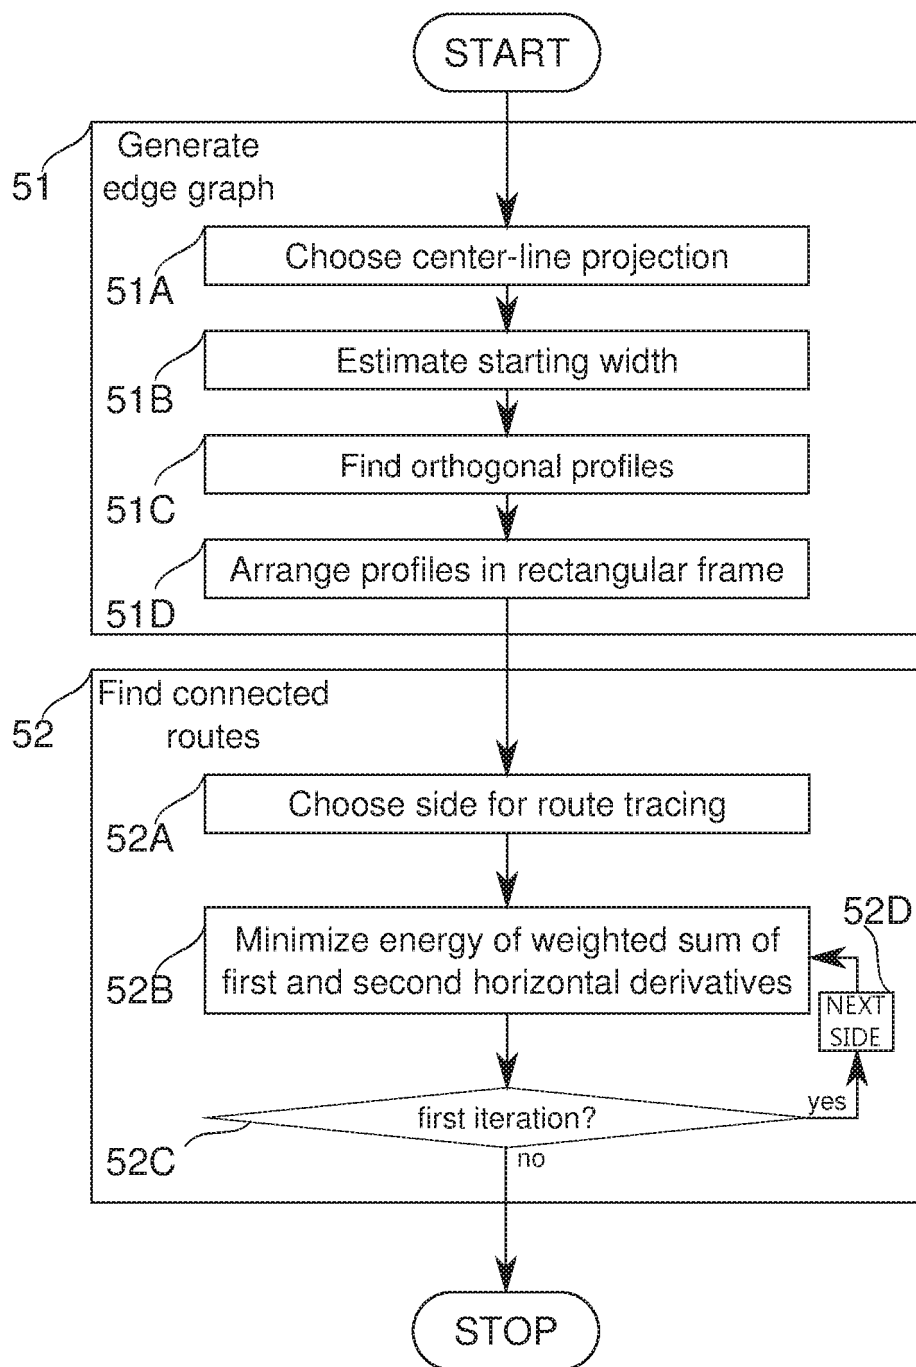 START
51
Generate
edge graph
51A
Choose center-line projection
51B
Estimate starting width
51C
Find orthogonal profiles
51D
Arrange profiles in rectangular frame
52
Find connected
routes
52A
Choose side for route tracing
52B
Minimize energy of weighted sum of
first and second horizontal derivatives
52D
NEXT
SIDE
52C
first iteration?
yes
no
STOP